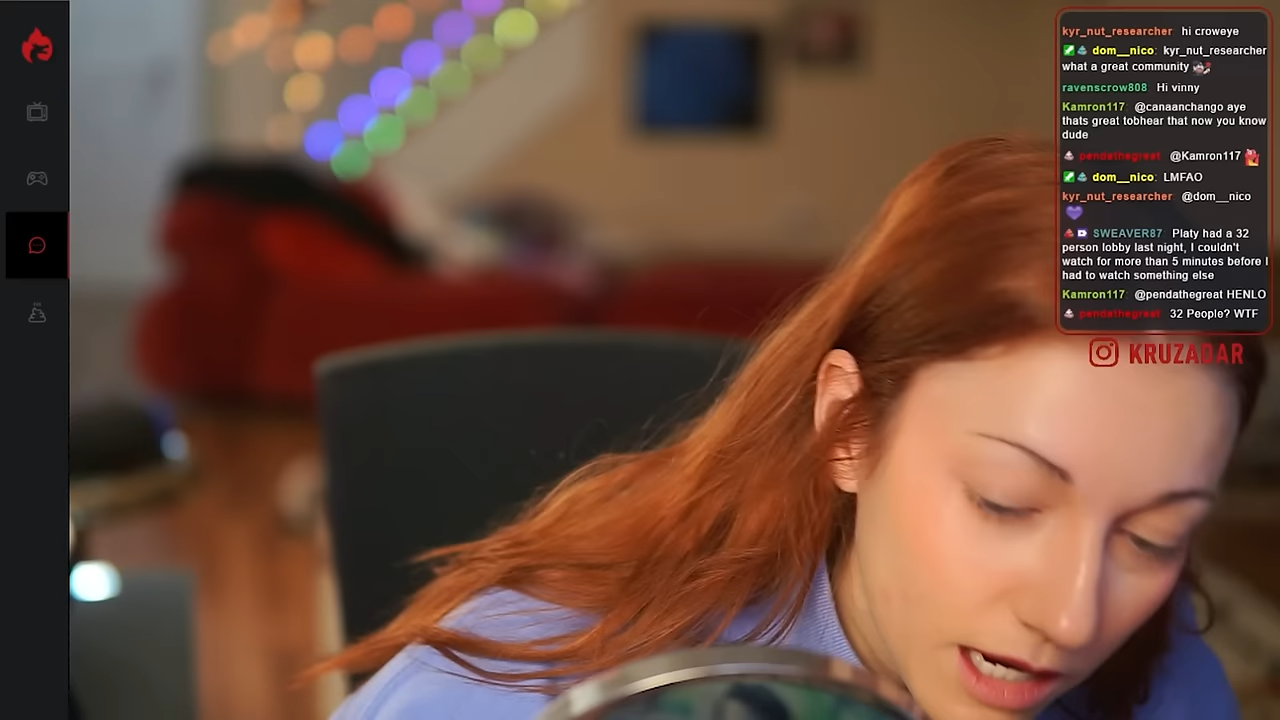 kyr_nut_researcher hi croweye
dom__nico: kyr_nut_researcher
what a great community
ravenscrow808 Hi vinny
Kamron117 @canaanchango aye
thats great tobhear that now you know
dude
pendathegreat @Kamron117
dom__nico: LMFAO
kyr_nut_researcher @dom__nico
SWEAVER87 Platy had a 32
person lobby last night, I couldn't
watch for more than 5 minutes before I
had to watch something else
Kamron117 @pendathegreat HENLO
pendathegreat 32 People? WTF
KRUZADAR